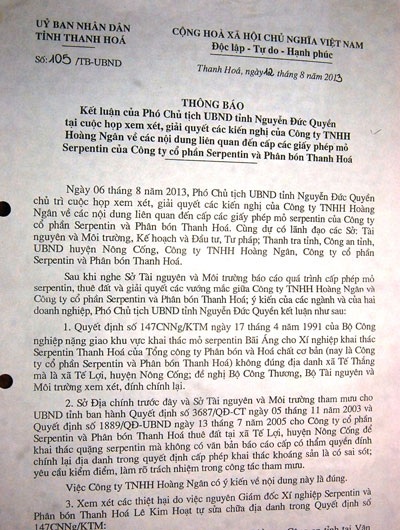 UỶ BAN NHÂN DÂN
TỈNH THANH HOÁ
Số: 105 /TB-UBND
CỘNG HOÀ XÃ HỘI CHỦ NGHĨA VIỆT NAM
Độc lập - Tự do - Hạnh phúc
Thanh Hoá, ngày 12 tháng 8 năm 2013
THÔNG BÁO
Kết luận của Phó Chủ tịch UBND tỉnh Nguyễn Đức Quyền
tại cuộc họp xem xét, giải quyết các kiến nghị của Công ty TNHH
Hoàng Ngân về các nội dung liên quan đến cấp các giấy phép mỏ
Serpentin của Công ty cổ phần Serpentin và Phân bón Thanh Hoá
Ngày 06 tháng 8 năm 2013, Phó Chủ tịch UBND tỉnh Nguyễn Đức Quyền
chủ trì cuộc họp xem xét, giải quyết các kiến nghị của Công ty TNHH Hoàng
Ngân về các nội dung liên quan đến cấp các giấy phép mỏ serpentin của Công ty
cổ phần Serpentin và Phân bón Thanh Hoá. Cùng dự có lãnh đạo các Sở: Tài
nguyên và Môi trường, Kế hoạch và Đầu tư, Tư pháp; Thanh tra tỉnh, Công an tỉnh,
UBND huyện Nông Cống, Công ty TNHH Hoàng Ngân, Công ty cổ phần
Serpentin và Phân bón Thanh Hoá.
Sau khi nghe Sở Tài nguyên và Môi trường báo cáo quá trình cấp phép mỏ
serpentin, thuê đất và giải quyết các vướng mắc giữa Công ty TNHH Hoàng Ngân và
Công ty cổ phần Serpentin và Phân bón Thanh Hoá; ý kiến của các ngành và của hai
doanh nghiệp, Phó Chủ tịch UBND tỉnh Nguyễn Đức Quyền kết luận như sau:
1. Quyết định số 147CNNg/KTM ngày 17 tháng 4 năm 1991 của Bộ Công
nghiệp nặng giao khu vực khai thác mỏ serpentin Bãi Áng cho Xí nghiệp khai thác
Serpentin Thanh Hoá của Tổng công ty Phân bón và Hoá chất cơ bản (nay là Công
ty cổ phần Serpentin và Phân bón Thanh Hoá) không đúng địa danh xã Tế Thắng
mà là xã Tế Lợi, huyện Nông Cống; đề nghị Bộ Công Thương, Bộ Tài nguyên và
Môi trường xem xét, đính chính lại.
2. Sở Địa chính trước đây và Sở Tài nguyên và Môi trường tham mưu cho
UBND tỉnh ban hành Quyết định số 3687/QĐ-CT ngày 05 tháng 11 năm 2003 và
Quyết định số 1889/QĐ-UBND ngày 13 tháng 7 năm 2005 cho Công ty cổ phần
Serpentin và Phân bón Thanh Hoá thuê đất tại xã Tế Lợi, huyện Nông Cống để
khai thác quặng serpentin mà không có văn bản báo cáo cấp có thẩm quyền đính
chính lại địa danh trong quyết định cấp phép khai thác khoáng sản là có sai sót;
yêu cầu kiểm điểm, làm rõ trách nhiệm trong công tác tham mưu.
Việc Công ty TNHH Hoàng Ngân có ý kiến về nội dung này là đúng.
3. Xem xét các thiệt hại do việc nguyên Giám đốc Xí nghiệp Serpentin và
Phân bón Thanh Hoá Lê Kim Hoạt tự sửa chữa địa danh trong Quyết định số
147CNNg/KTM: